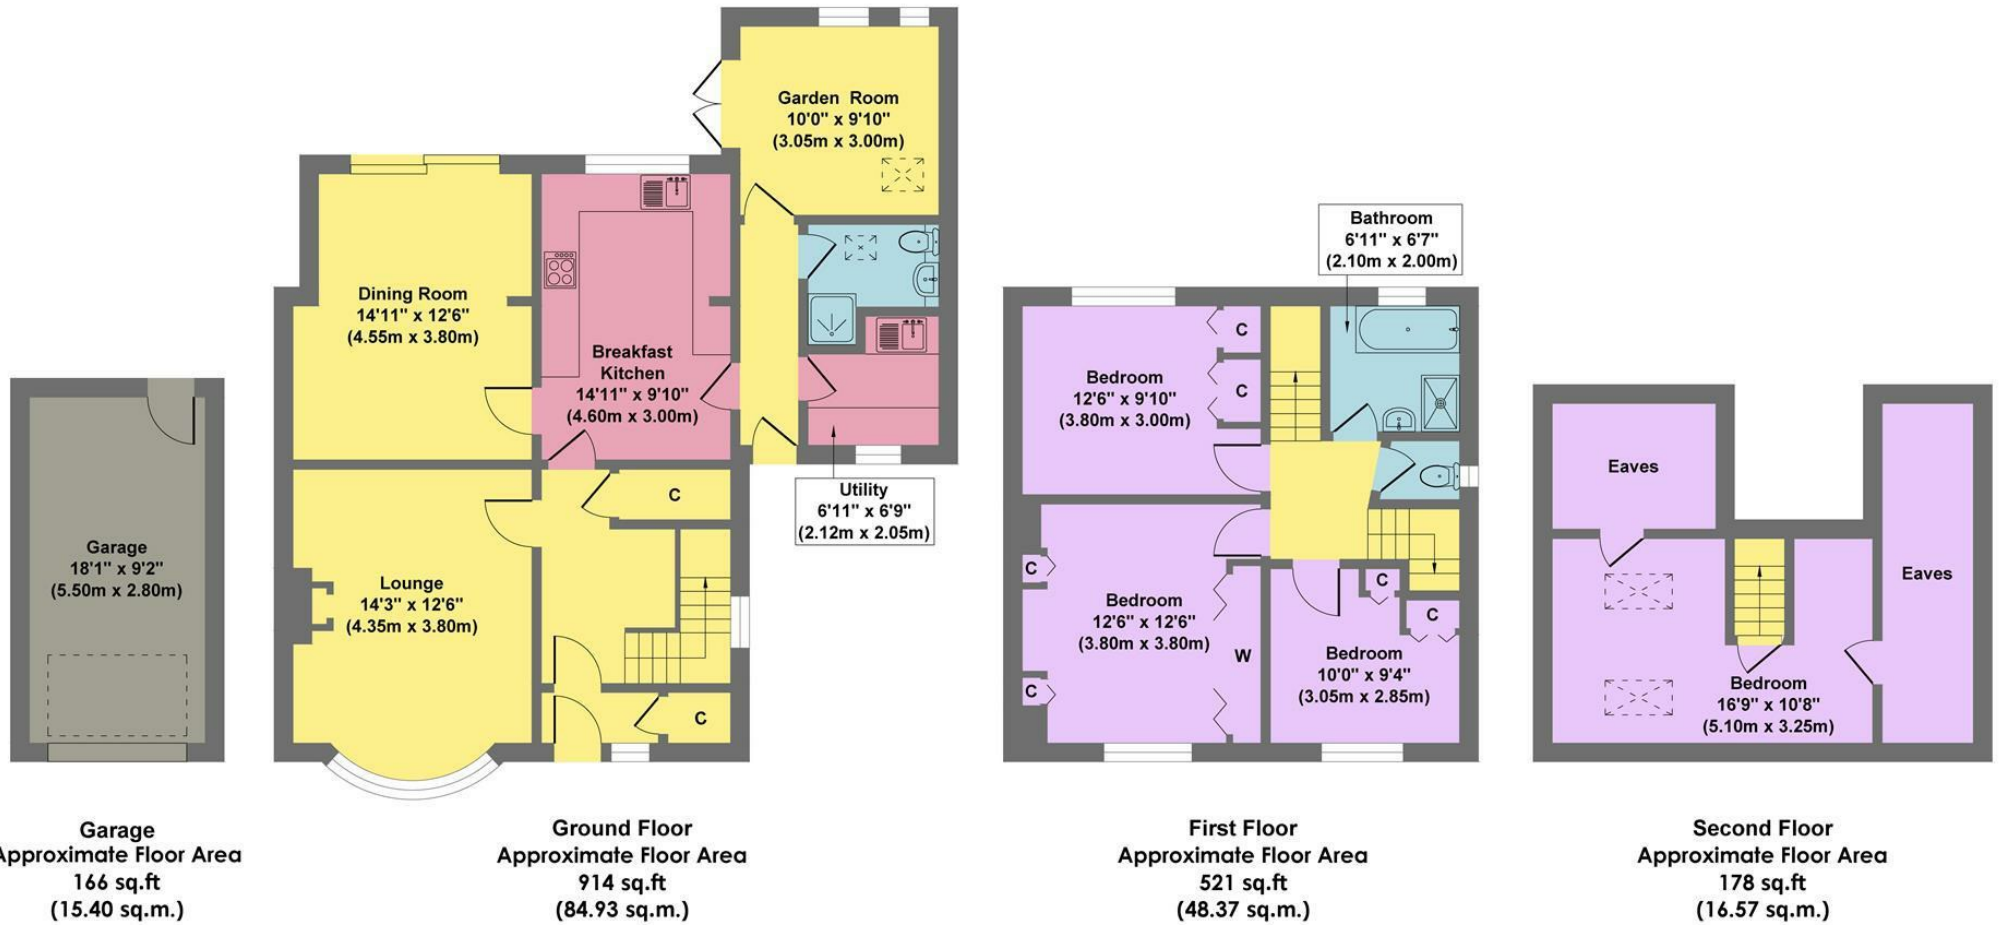 Garden Room
10'0" x 9'10"
(3.05m x 3.00m)
Dining Room
14'11" x 12'6"
(4.55m x 3.80m)
Breakfast
Kitchen
14'11" x 9'10"
(4.60m x 3.00m)
Utility
6'11" x 6'9"
(2.12m x 2.05m)
C
Garage
18'1" x 9'2"
(5.50m x 2.80m)
Lounge
14'3" x 12'6"
(4.35m x 3.80m)
C
Bathroom
6'11" x 6'7"
(2.10m x 2.00m)
Bedroom
12'6" x 9'10"
(3.80m x 3.00m)
C
C
C
Bedroom
12'6" x 12'6"
(3.80m x 3.80m)
W
C
C
C
Bedroom
10'0" x 9'4"
(3.05m x 2.85m)
Eaves
Eaves
Bedroom
16'9" x 10'8"
(5.10m x 3.25m)
Garage
Approximate Floor Area
166 sq.ft
(15.40 sq.m.)
Ground Floor
Approximate Floor Area
914 sq.ft
(84.93 sq.m.)
First Floor
Approximate Floor Area
521 sq.ft
(48.37 sq.m.)
Second Floor
Approximate Floor Area
178 sq.ft
(16.57 sq.m.)